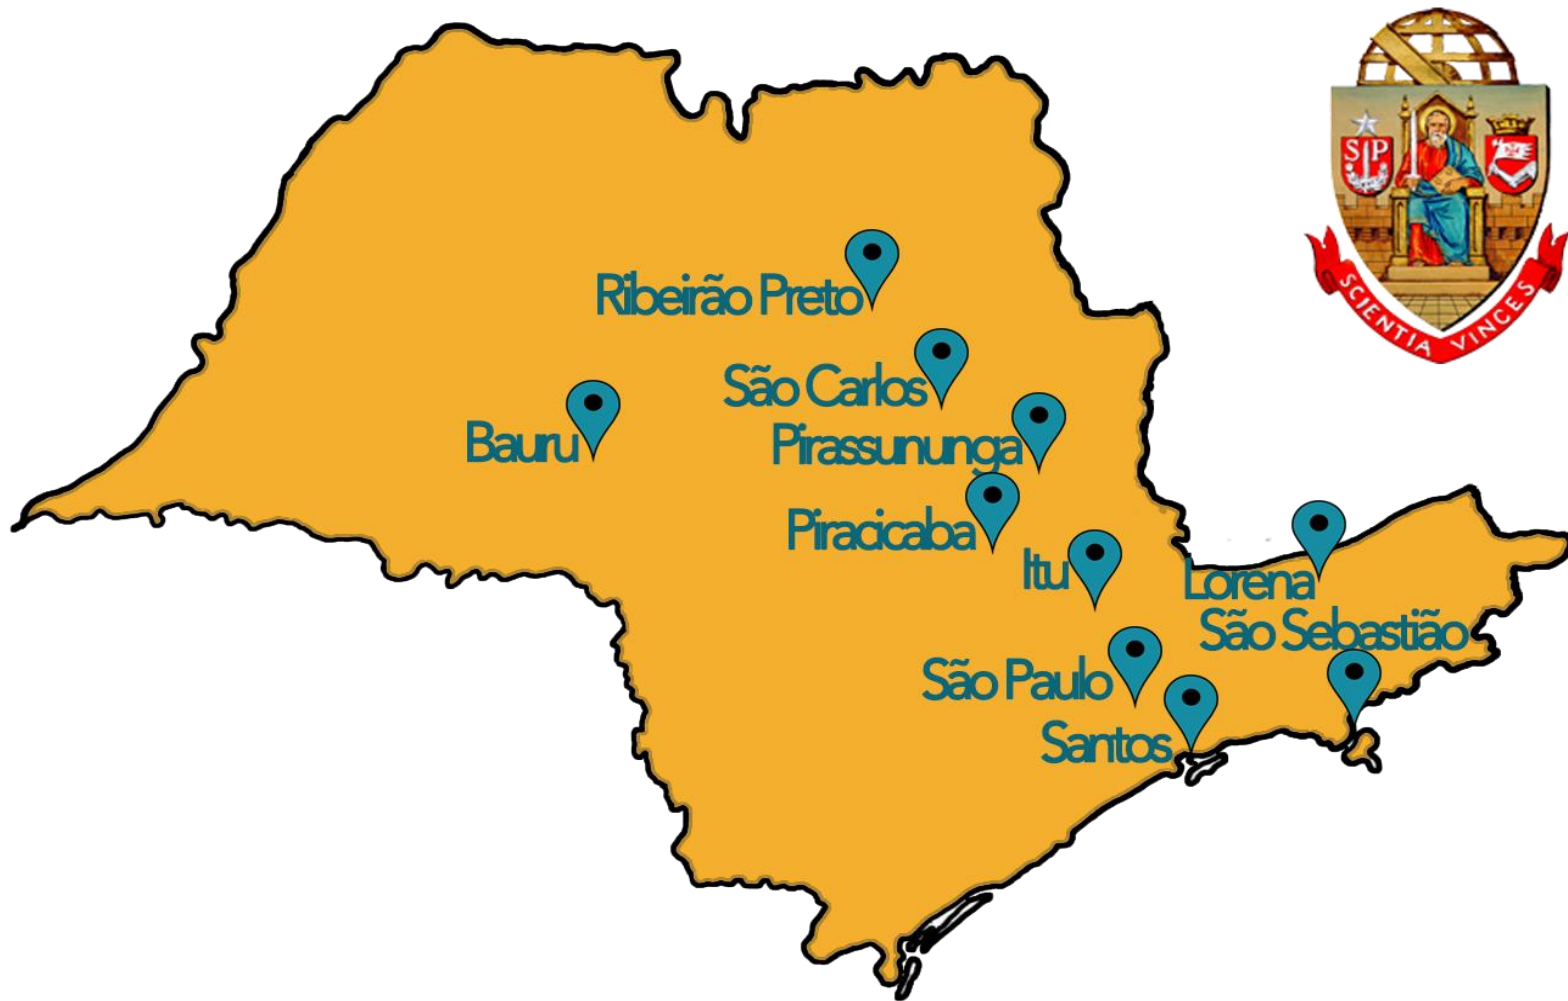 SP
SCIENTIA VINCES
Ribeirão Preto
São Carlos
Bauru
Pirassununga
Piracicaba
Itu
Lorena
São Sebastião
São Paulo
Santos